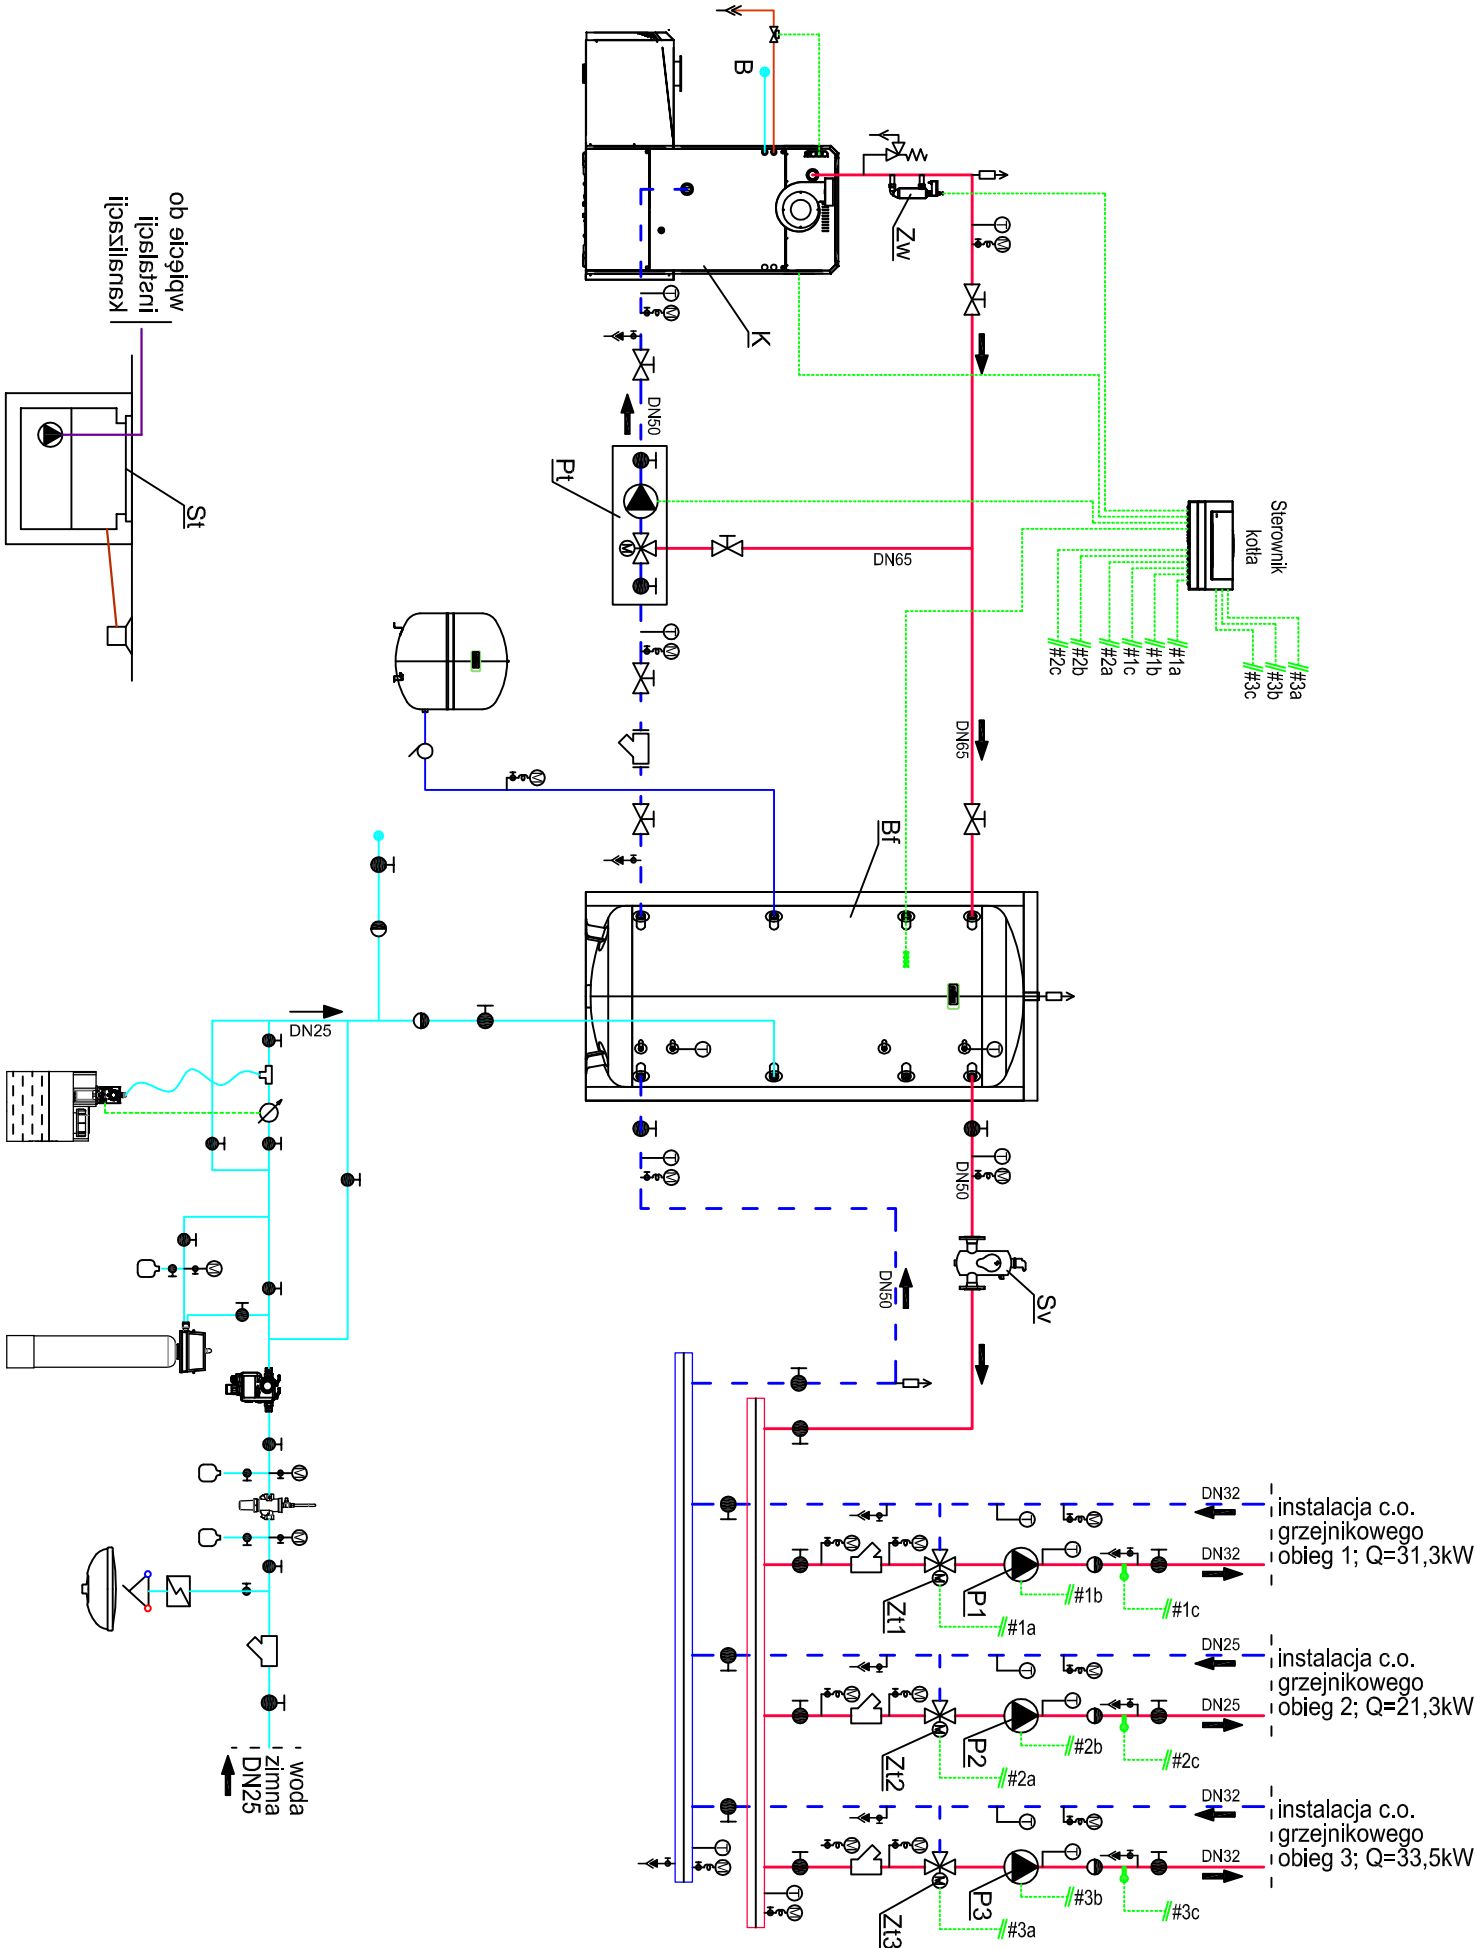 B
Zw
K
wpięcie do
instalacji
kanalizacji
St
Pt
DN50
DN65
Sterownik
kotła
#3a
#3b
#3c
#1a
#1b
#1c
#2a
#2b
#2c
DN65
Bf
DN25
DN50
DN50
Sv
DN32
instalacja c.o.
grzejnikowego
obieg 1; Q=31,3kW
DN32
Zt1
P1
#1a
#1b
#1c
DN25
instalacja c.o.
grzejnikowego
obieg 2; Q=21,3kW
DN25
Zt2
P2
#2a
#2b
#2c
DN32
instalacja c.o.
grzejnikowego
obieg 3; Q=33,5kW
DN32
Zt3
P3
#3a
#3b
#3c
woda
zimna
DN25